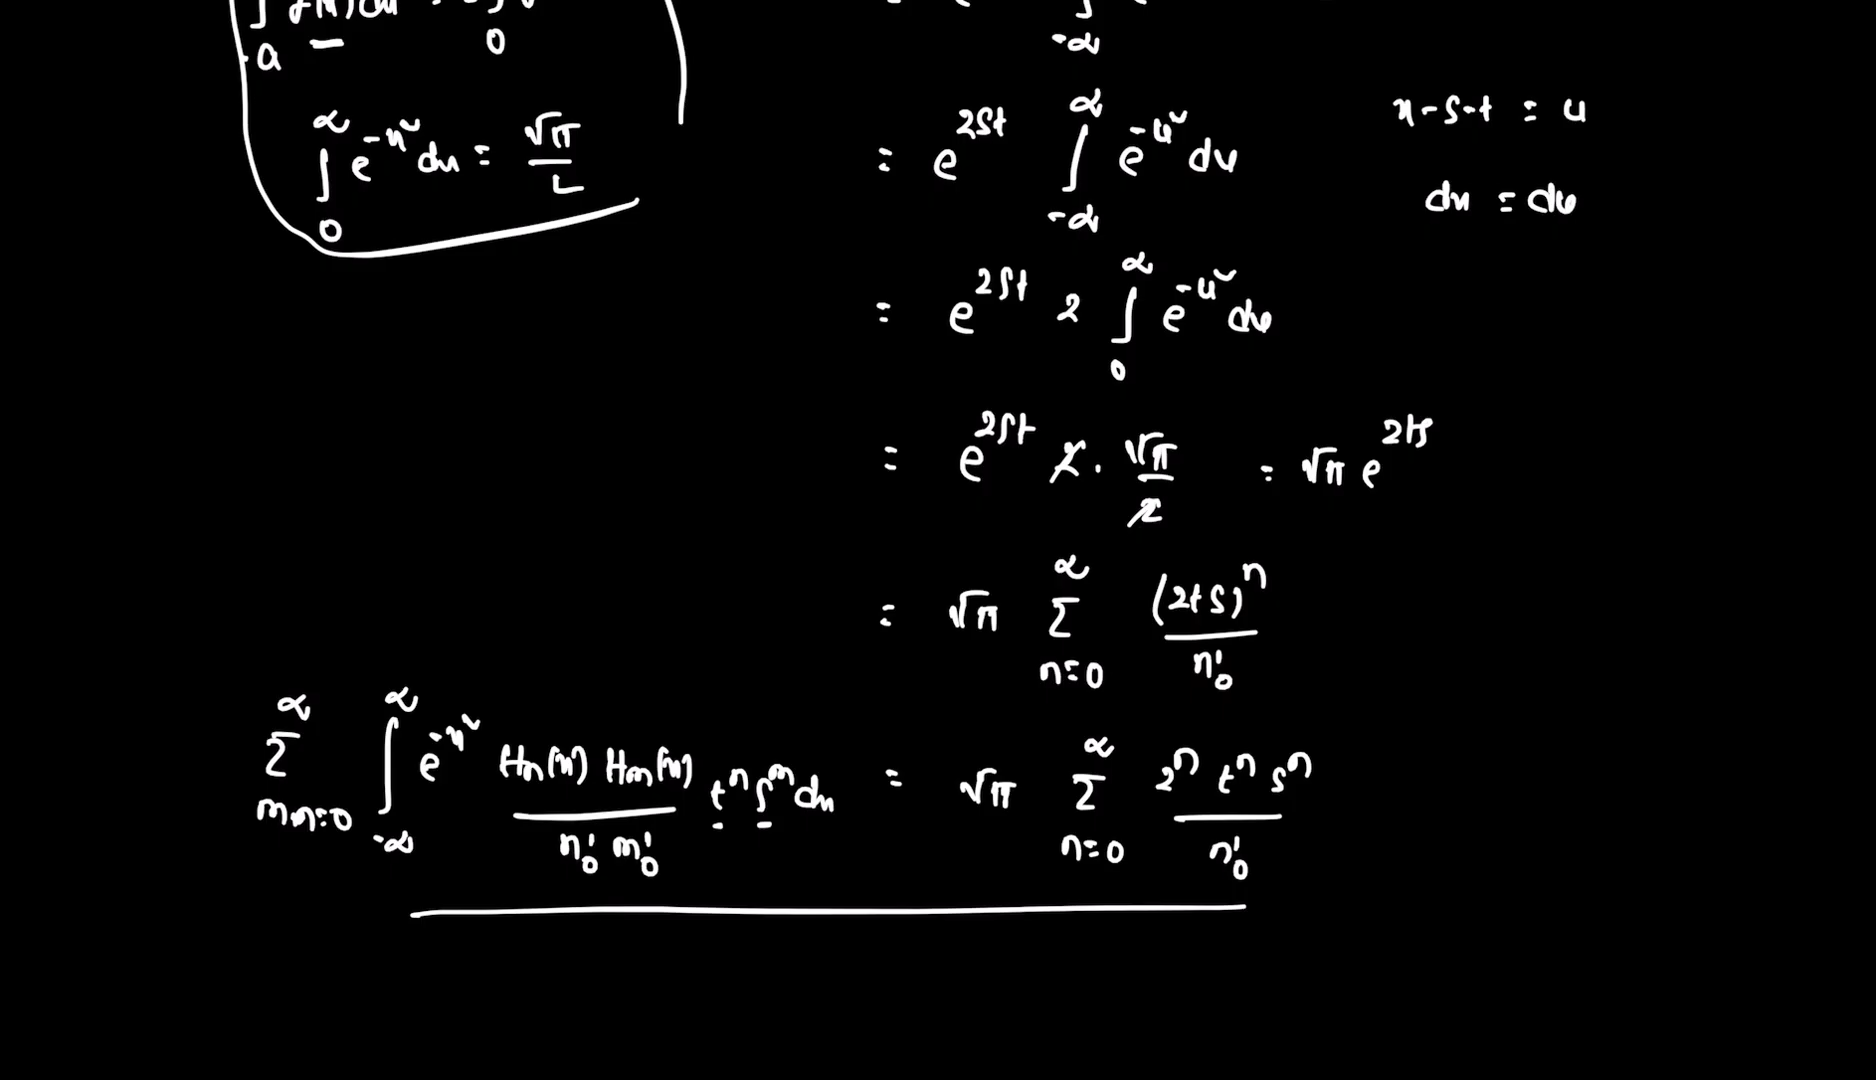 -a 0
∫_0^∝ e^{-x²} dx = √π/2
-∝
= e^{2st} ∫_{-∝}^∝ e^{-u²} du
x-s-t = u
dx = du
= e^{2st} 2 ∫_0^∝ e^{-u²} du
= e^{2st} 2 . √π/2 = √π e^{2ts}
= √π Σ_{n=0}^∝ (2ts)^n / n!
Σ_{m,n=0}^∝ ∫_{-∝}^∝ e^{-x²} Hn(x) Hm(x) / n! m! t^n s^m dx = √π Σ_{n=0}^∝ 2^n t^n s^n / n!